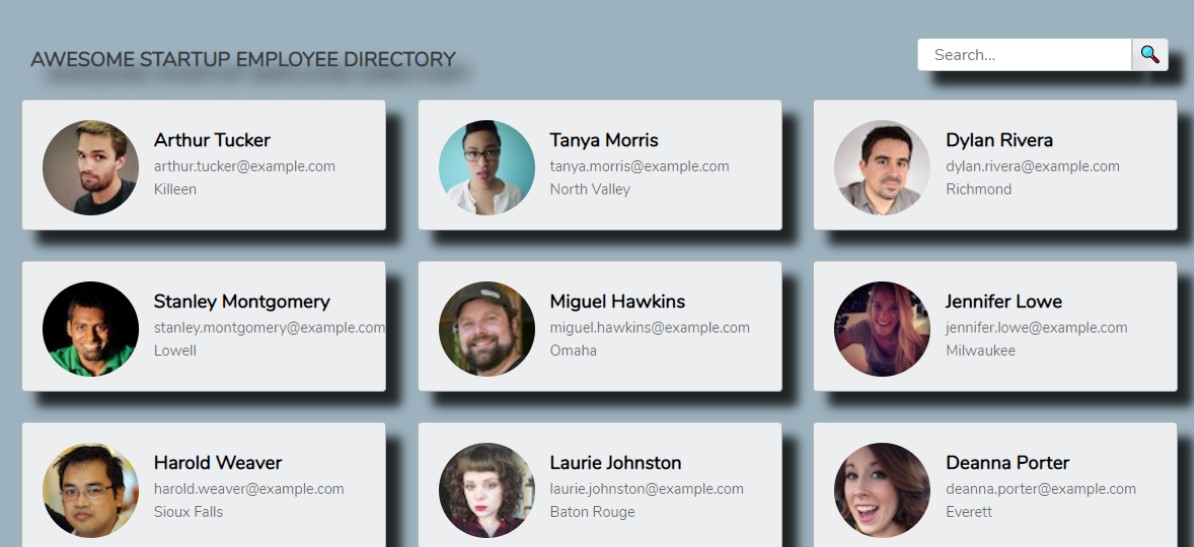 AWESOME STARTUP EMPLOYEE DIRECTORY
Search...
Arthur Tucker
arthur.tucker@example.com
Killeen
Tanya Morris
tanya.morris@example.com
North Valley
Dylan Rivera
dylan.rivera@example.com
Richmond
Stanley Montgomery
stanley.montgomery@example.com
Lowell
Miguel Hawkins
miguel.hawkins@example.com
Omaha
Jennifer Lowe
jennifer.lowe@example.com
Milwaukee
Harold Weaver
harold.weaver@example.com
Sioux Falls
Laurie Johnston
laurie.johnston@example.com
Baton Rouge
Deanna Porter
deanna.porter@example.com
Everett